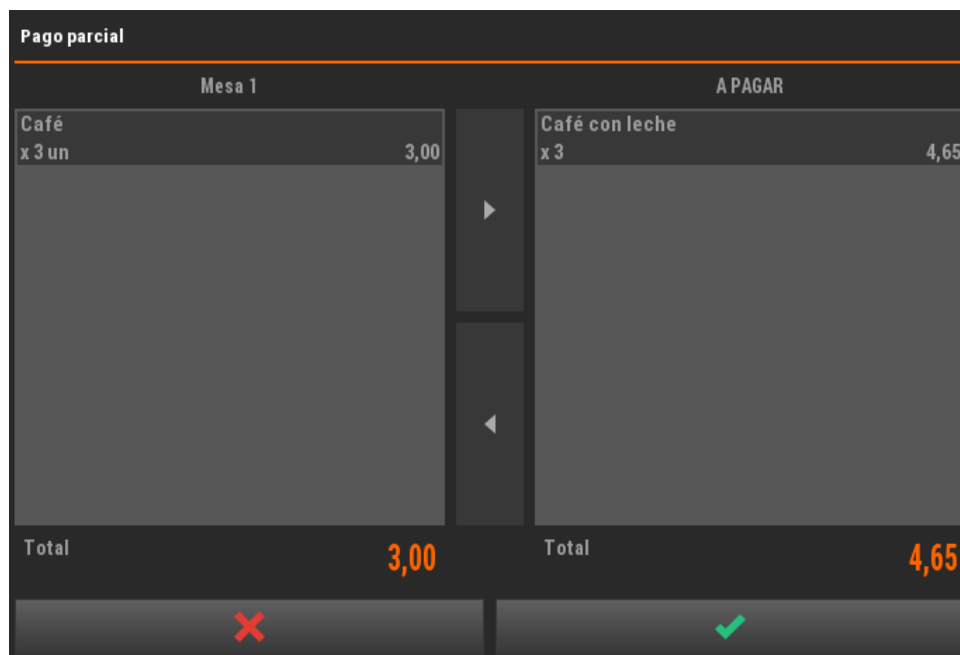 Pago parcial
Mesa 1
A PAGAR
Café
x 3 un 3,00
Café con leche
x 3 4,65
Total 3,00
Total 4,65